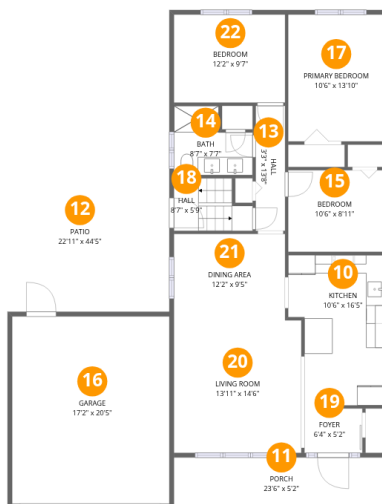 22
BEDROOM
12'2" x 9'7"
17
PRIMARY BEDROOM
10'6" x 13'10"
14
BATH
8'7" x 7'7"
13
HALL
3'3" x 13'8"
18
HALL
8'7" x 5'9"
15
BEDROOM
10'6" x 8'11"
12
PATIO
22'11" x 44'5"
21
DINING AREA
12'2" x 9'5"
10
KITCHEN
10'6" x 16'5"
16
GARAGE
17'2" x 20'5"
20
LIVING ROOM
13'11" x 14'6"
19
FOYER
6'4" x 5'2"
11
PORCH
23'6" x 5'2"